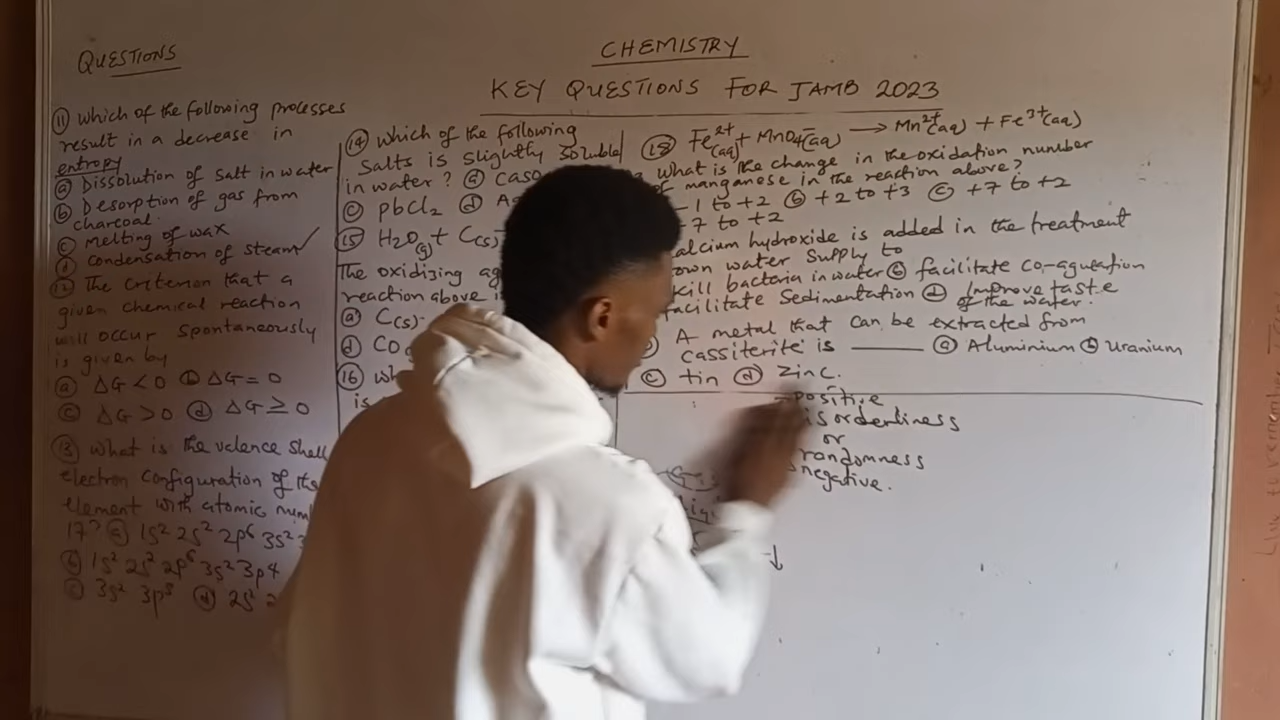 QUESTIONS
CHEMISTRY
KEY QUESTIONS FOR JAMB 2023
⑪ Which of the following processes
result in a decrease in
entropy
ⓐ Dissolution of salt in water
ⓑ Desorption of gas from
charcoal.
ⓒ Melting of wax
ⓓ condensation of steam ✓
⑫ The criterion that a
given chemical reaction
will occur spontaneously
is given by
ⓐ ΔG < 0 ⓑ ΔG = 0
ⓒ ΔG > 0 ⓓ ΔG ≥ 0
⑬ What is the valence shell
electron configuration of the
element with atomic
17? ⓐ 1s² 2s² 2p⁶ 3s²
ⓑ 1s² 2s² 2p⁶ 3s² 3p4
ⓒ 3s² 3p⁵ ⓓ 2s²
⑭ Which of the following
Salts is slightly soluble
in water? ⓐ CaSO
ⓒ pbCl₂ ⓓ
⑮ H₂O(g) + C(s)
The oxidizing
reaction above
ⓐ C(s).
ⓓ CO
⑯
is
⑱ Fe²⁺(aq) + MnO₄⁻(aq) → Mn²⁺(aq) + Fe³⁺(aq)
What is the change in the oxidation number
of manganese in the reaction above?
1 to +2 ⓑ +2 to +3 ⓒ +7 to +2
7 to +2
calcium hydroxide is added in the treatment
own water supply to
kill bacteria in water ⓑ facilitate co-agulation
facilitate sedimentation ⓓ Improve taste
of the water.
A metal that can be extracted from
cassiterite is ____ ⓐ Aluminium ⓑ Uranium
ⓒ tin ⓓ Zinc.
positive
isorderliness
or
randomness
negative.